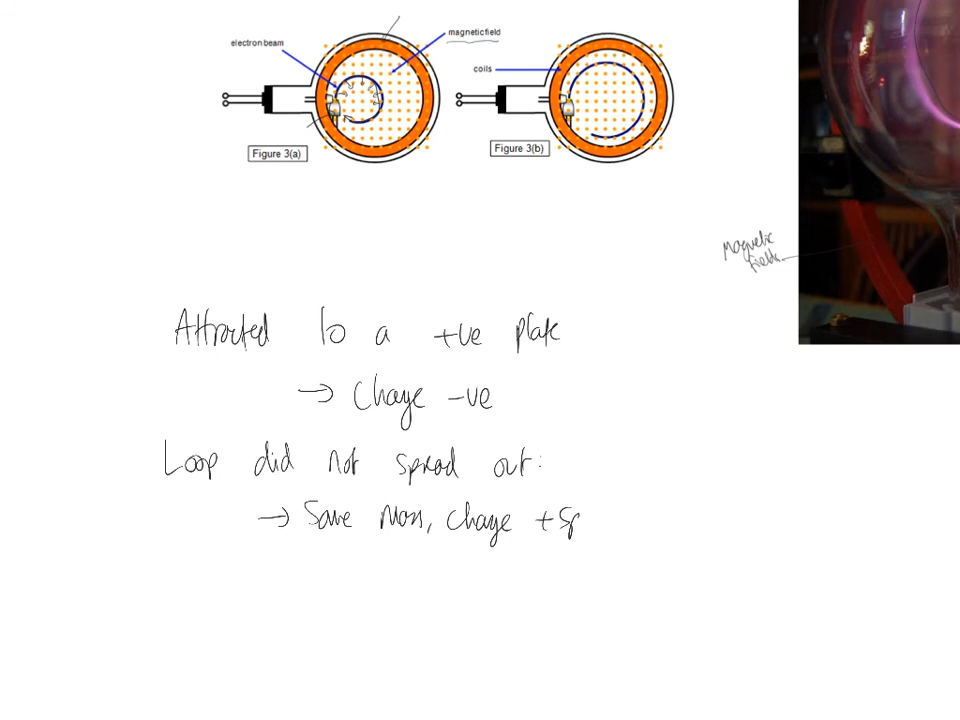 magnetic field
electron beam
coils
Figure 3(a)
Figure 3(b)
Magnetic
fields
Attracted to a +ve plate
→ Charge -ve
Loop did not spread out:
→ Same Mass, Charge + Sp